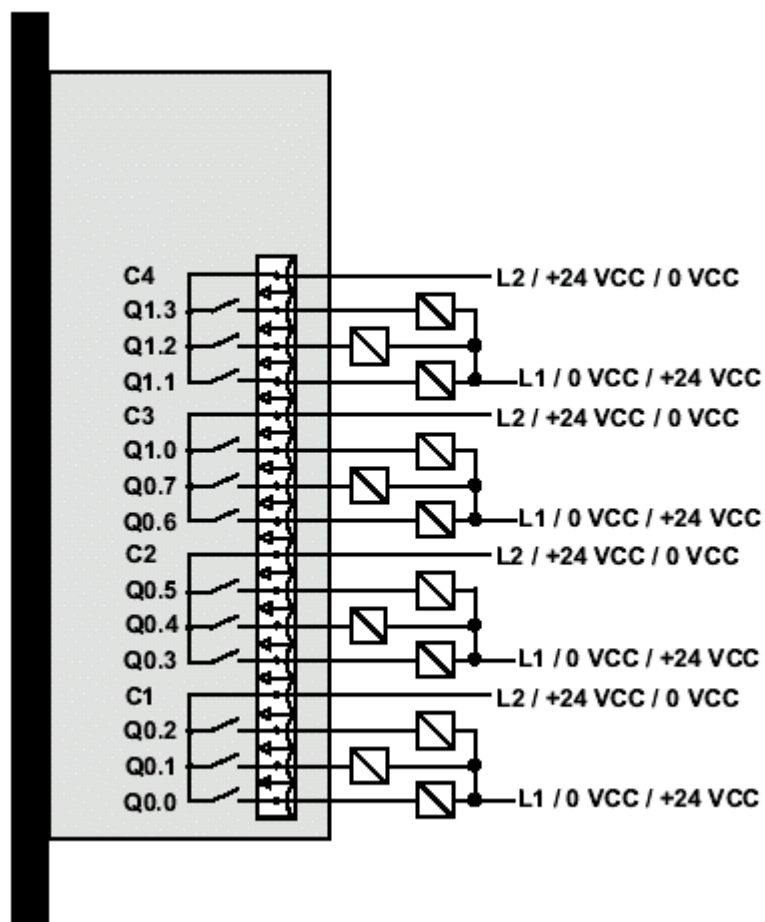 C4 L2 / +24 VCC / 0 VCC
Q1.3
Q1.2
Q1.1 L1 / 0 VCC / +24 VCC
C3 L2 / +24 VCC / 0 VCC
Q1.0
Q0.7
Q0.6 L1 / 0 VCC / +24 VCC
C2 L2 / +24 VCC / 0 VCC
Q0.5
Q0.4
Q0.3 L1 / 0 VCC / +24 VCC
C1 L2 / +24 VCC / 0 VCC
Q0.2
Q0.1
Q0.0 L1 / 0 VCC / +24 VCC